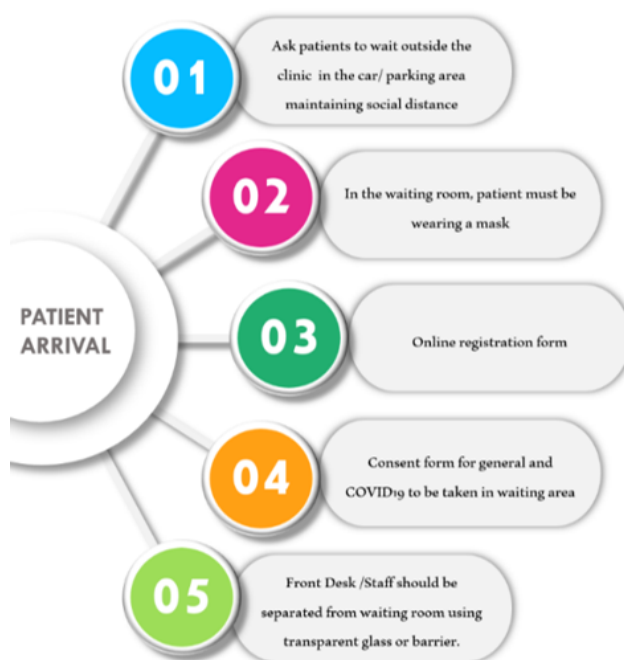 PATIENT
ARRIVAL
01
Ask patients to wait outside the
clinic in the car/ parking area
maintaining social distance
02
In the waiting room, patient must be
wearing a mask
03
Online registration form
04
Consent form for general and
COVID19 to be taken in waiting area
05
Front Desk /Staff should be
separated from waiting room using
transparent glass or barrier.